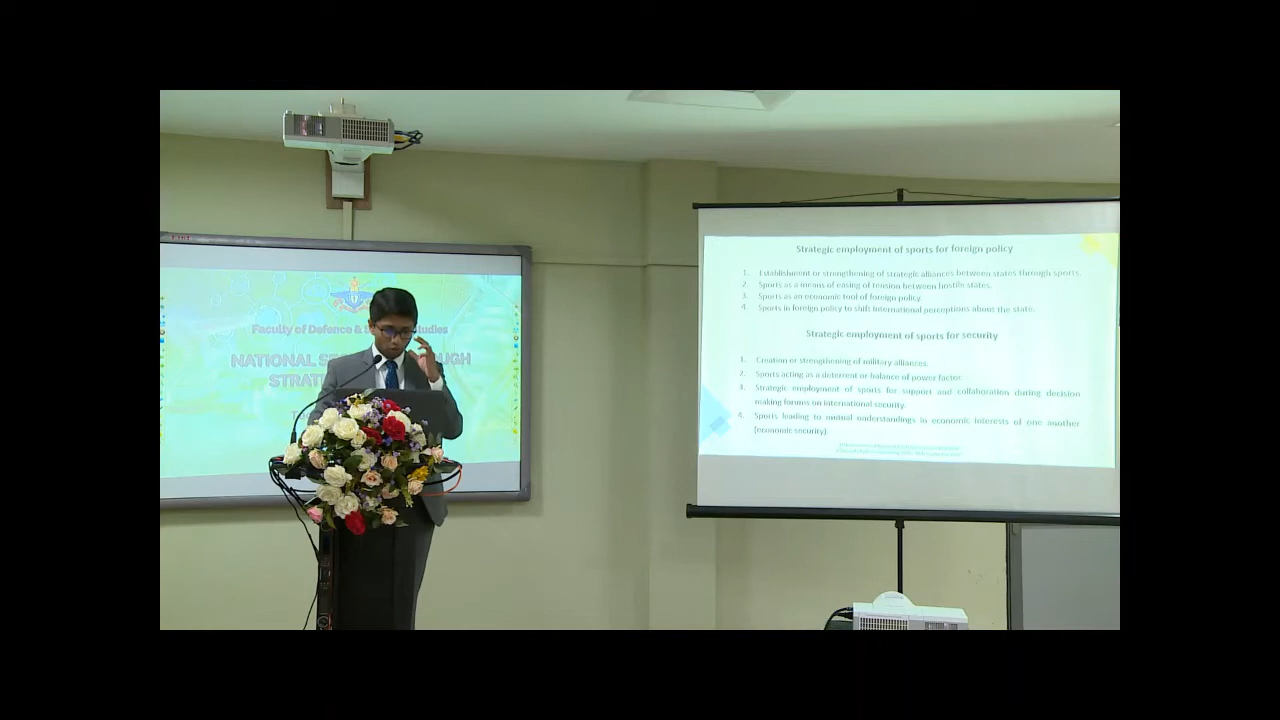 Faculty of Defence & studies
NATIONAL SE UGH
STRAT
Strategic employment of sports for foreign policy
1. Establishment or strengthening of strategic alliances between states through sports.
2. Sports as a means of easing of tension between hostile states.
3. Sports as an economic tool of foreign policy.
4. Sports in foreign policy to shift international perceptions about the state.
Strategic employment of sports for security
1. Creation or strengthening of military alliances.
2. Sports acting as a deterrent or balance of power factor.
3. Strategic employment of sports for support and collaboration during decision
making forums on international security.
4. Sports leading to mutual understandings in economic interests of one another
(economic security).